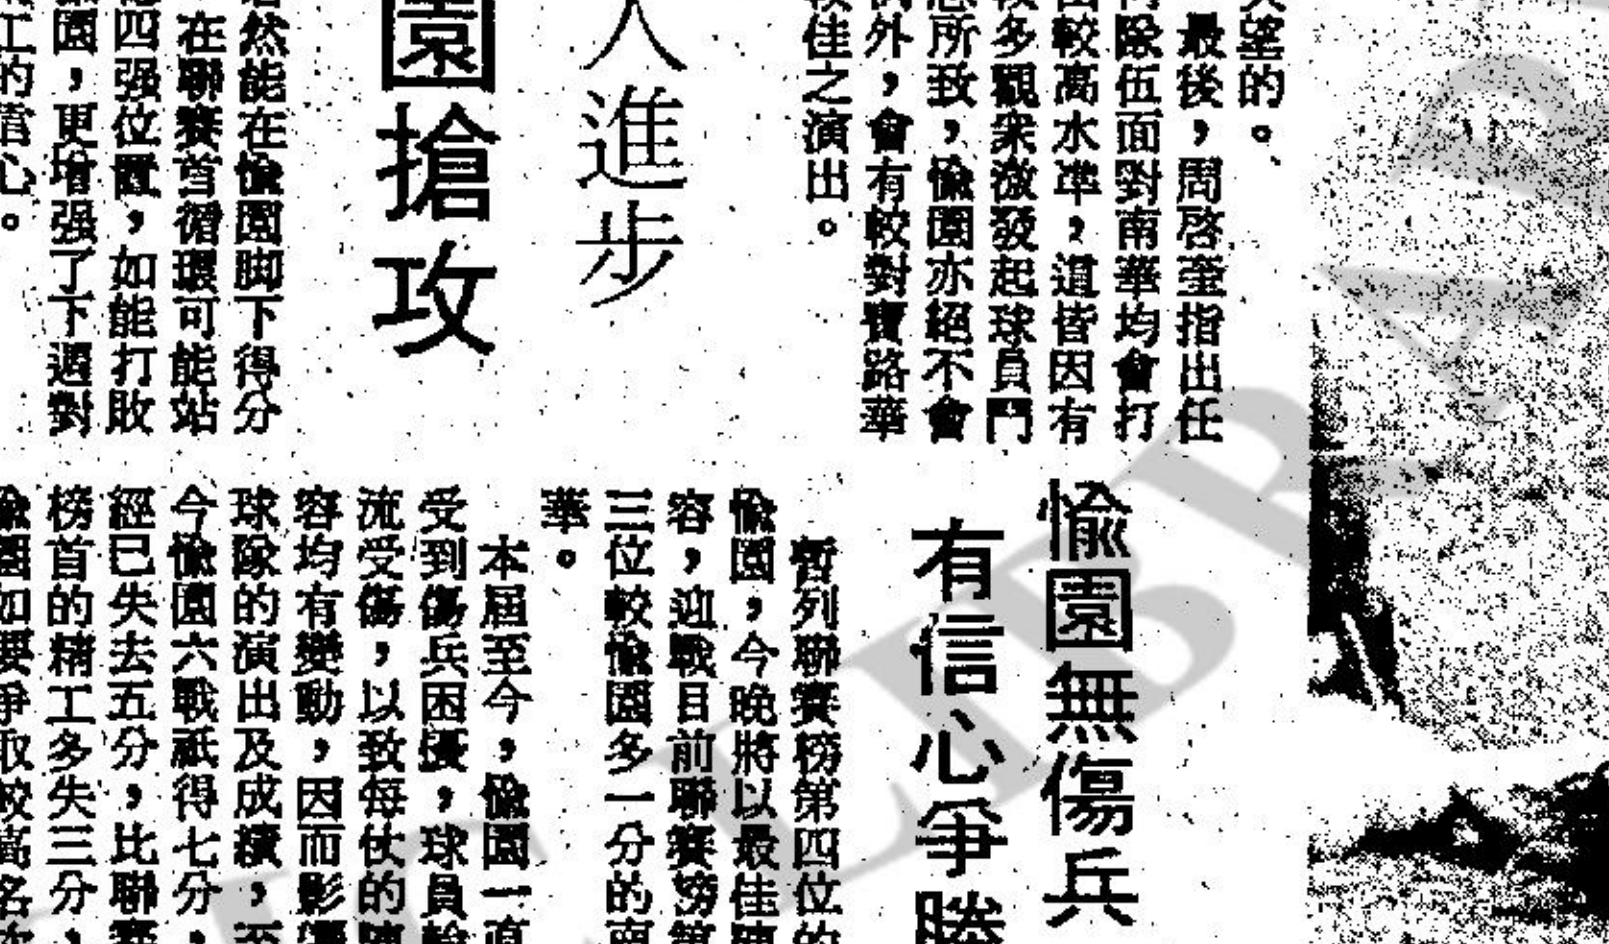 望的。
最後，周啓荃指出任
隊伍面對南華均會打
較高水準，這皆因有
多觀衆激發起球員鬥
所致，愉園亦絕不會
外，會有較對寶路華
佳之演出。
人進步
園搶攻
然能在愉園脚下得分
在聯賽首循環可能站
四强位置，如能打敗
園，更增强了下週對
工的信心。
愉園無傷兵
有信心爭勝
暫列聯賽榜第四位的
愉園，今晚將以最佳陣
容，迎戰目前聯賽榜第
三位較愉園多一分的南
華。
本屆至今，愉園一直
受到傷兵困擾，球員輪
流受傷，以致每仗的陣
容均有變動，因而影響
球隊的演出及成績，至
今愉園六戰祇得七分，
經已失去五分，比聯賽
榜首的精工多失三分，
愉園如要爭取較高名次
LIBRAR